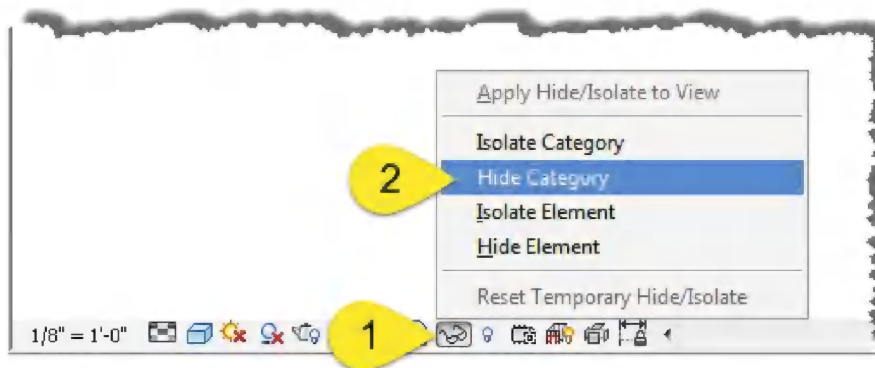 Apply Hide/Isolate to View
Isolate Category
2
Hide Category
Isolate Element
Hide Element
Reset Temporary Hide/Isolate
1/8" = 1'-0"
1